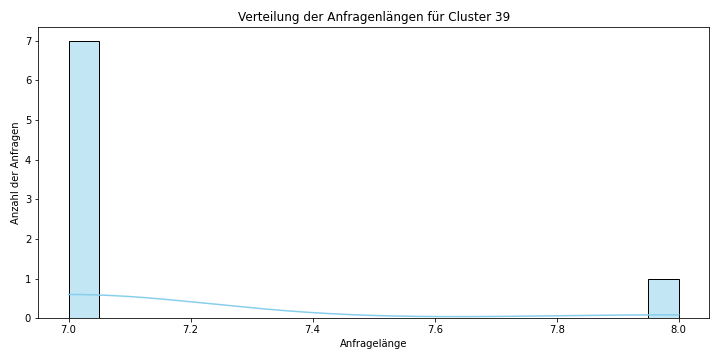 Verteilung der Anfragenlängen für Cluster 39
Anzahl der Anfragen
7
6
5
4
3
2
1
0
7.0 7.2 7.4 7.6 7.8 8.0
Anfragelänge